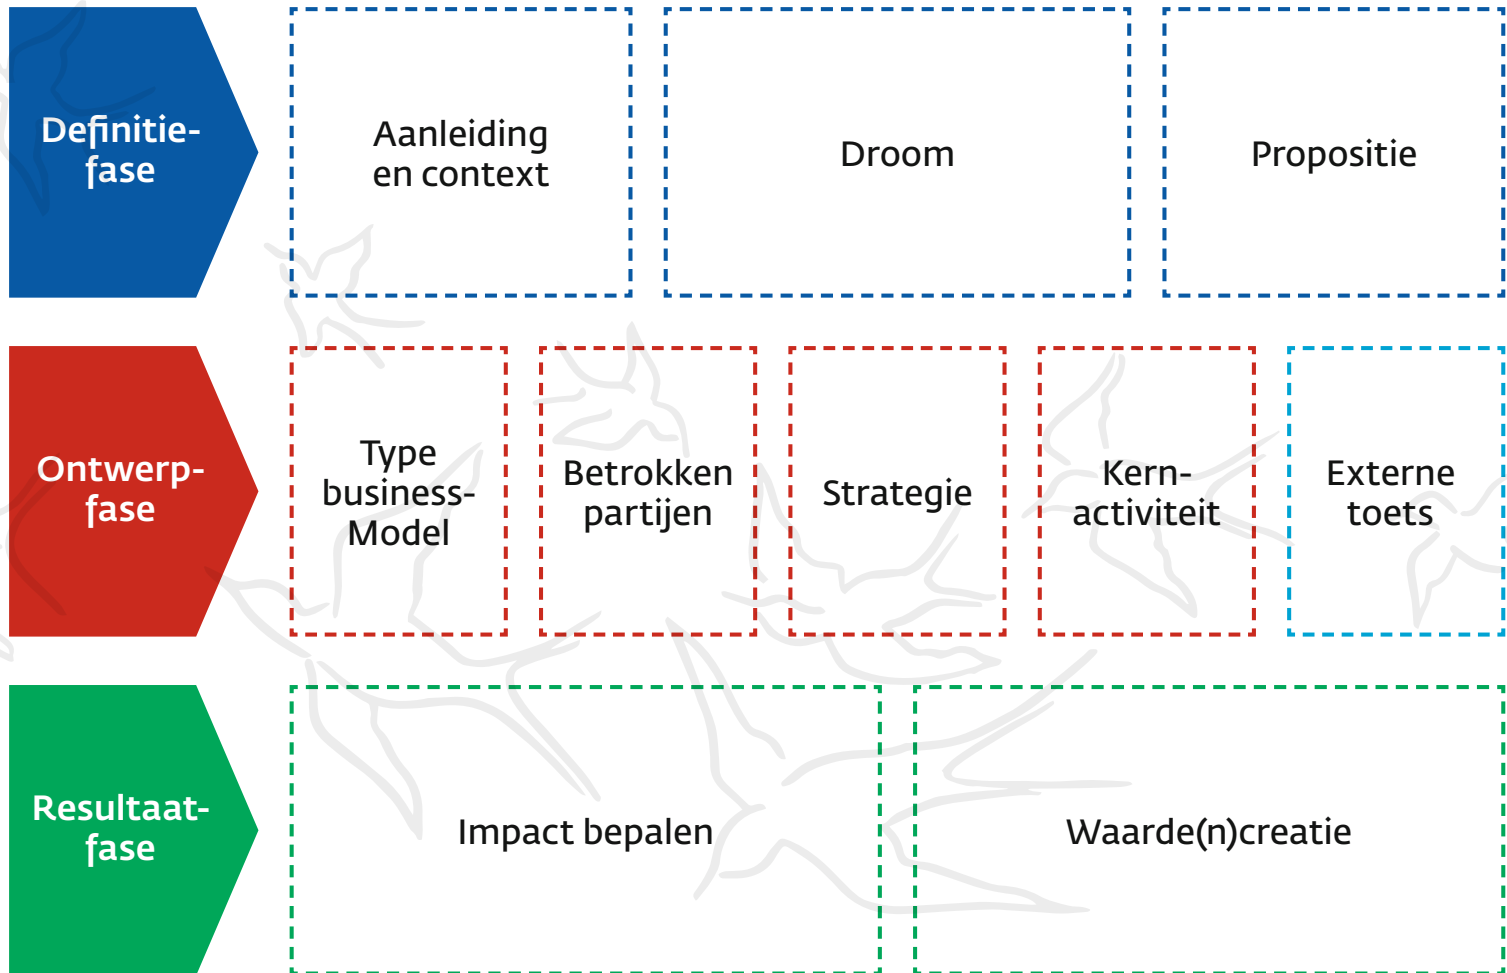 Definitie-
fase
Aanleiding
en context
Droom
Propositie
Ontwerp-
fase
Type
business-
Model
Betrokken
partijen
Strategie
Kern-
activiteit
Externe
toets
Resultaat-
fase
Impact bepalen
Waarde(n)creatie